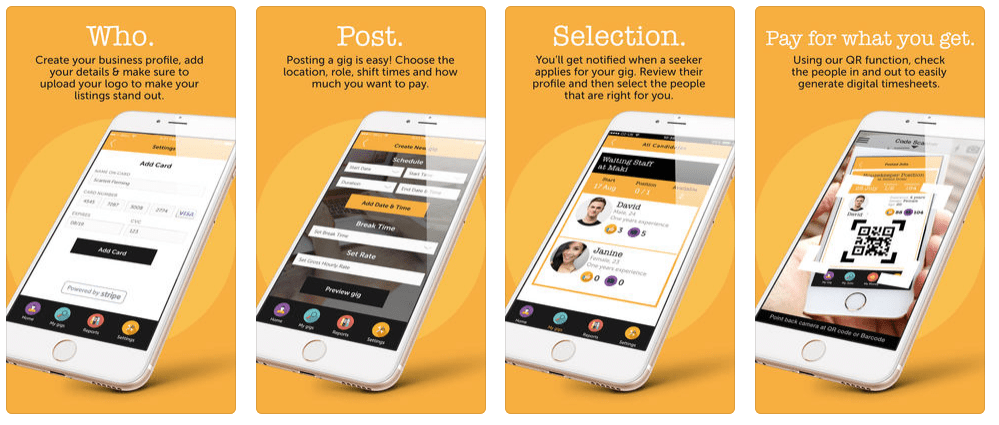 Who.
Create your business profile, add
your details & make sure to
upload your logo to make your
listings stand out.
Settings
Add Card
NAME ON CARD
Scarlett Fleming
CARD NUMBER
VISA
EXPIRES
CVC
123
Add Card
Powered by stripe
Home
My gigs
Reports
Settings
Post.
Posting a gig is easy! Choose the
location, role, shift times and how
much you want to pay.
Create New gig
Schedule
Start Date
Start Time
Duration
End Date & Time
Add Date & Time
Break Time
Set Break Time
Set Rate
Set Gross Hourly Rate
Preview gig
Home
My gigs
Reports
Settings
Selection.
You'll get notified when a seeker
applies for your gig. Review their
profile and then select the people
that are right for you.
All Candidates
Waiting Staff
at Maki
Start
Position
Available
17 Aug
0 / 1
2
David
Male, 24
One years experience
3
5
Janine
Female, 23
One years experience
0
0
Home
My gigs
Reports
Settings
Pay for what you get.
Using our QR function, check
the people in and out to easily
generate digital timesheets.
Code Scanner
Posted Jobs
Housekeeper Position
David
Point back camera at QR code or Barcode